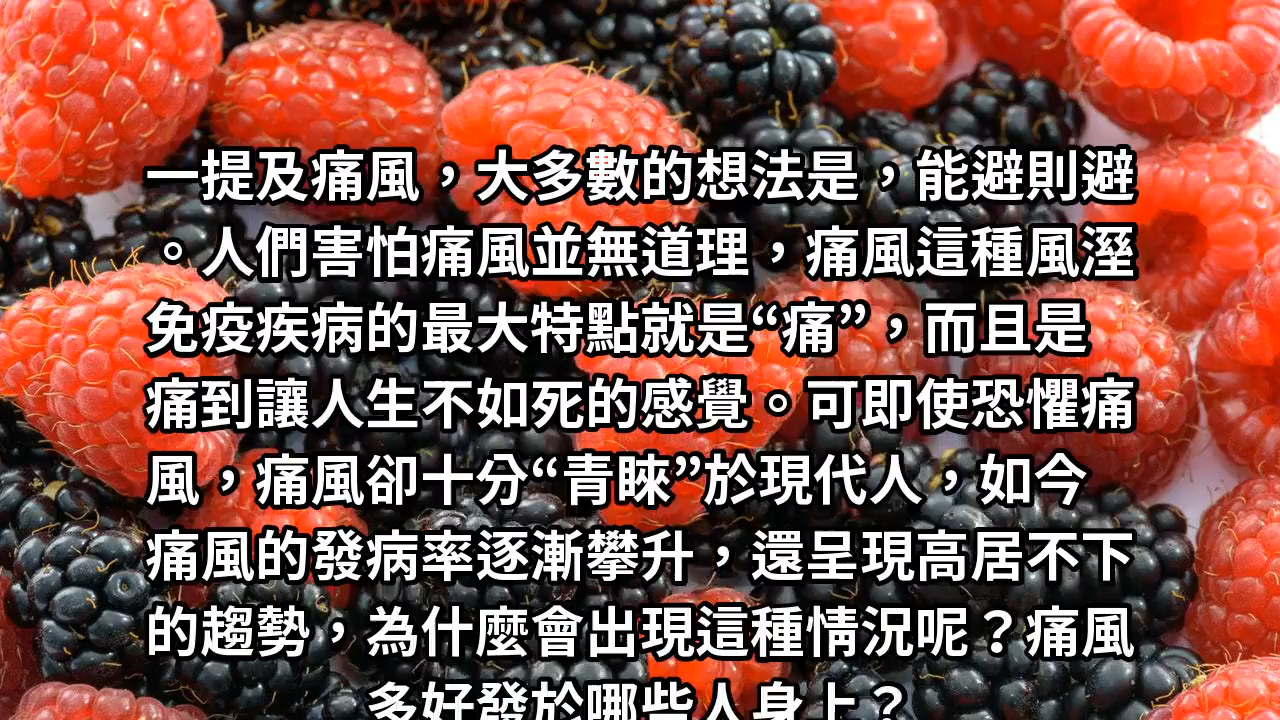 一提及痛風，大多數的想法是，能避則避
。人們害怕痛風並無道理，痛風這種風溼
免疫疾病的最大特點就是“痛”，而且是
痛到讓人生不如死的感覺。可即使恐懼痛
風，痛風卻十分“青睞”於現代人，如今
痛風的發病率逐漸攀升，還呈現高居不下
的趨勢，為什麼會出現這種情況呢？痛風
多好發於哪些人身上？